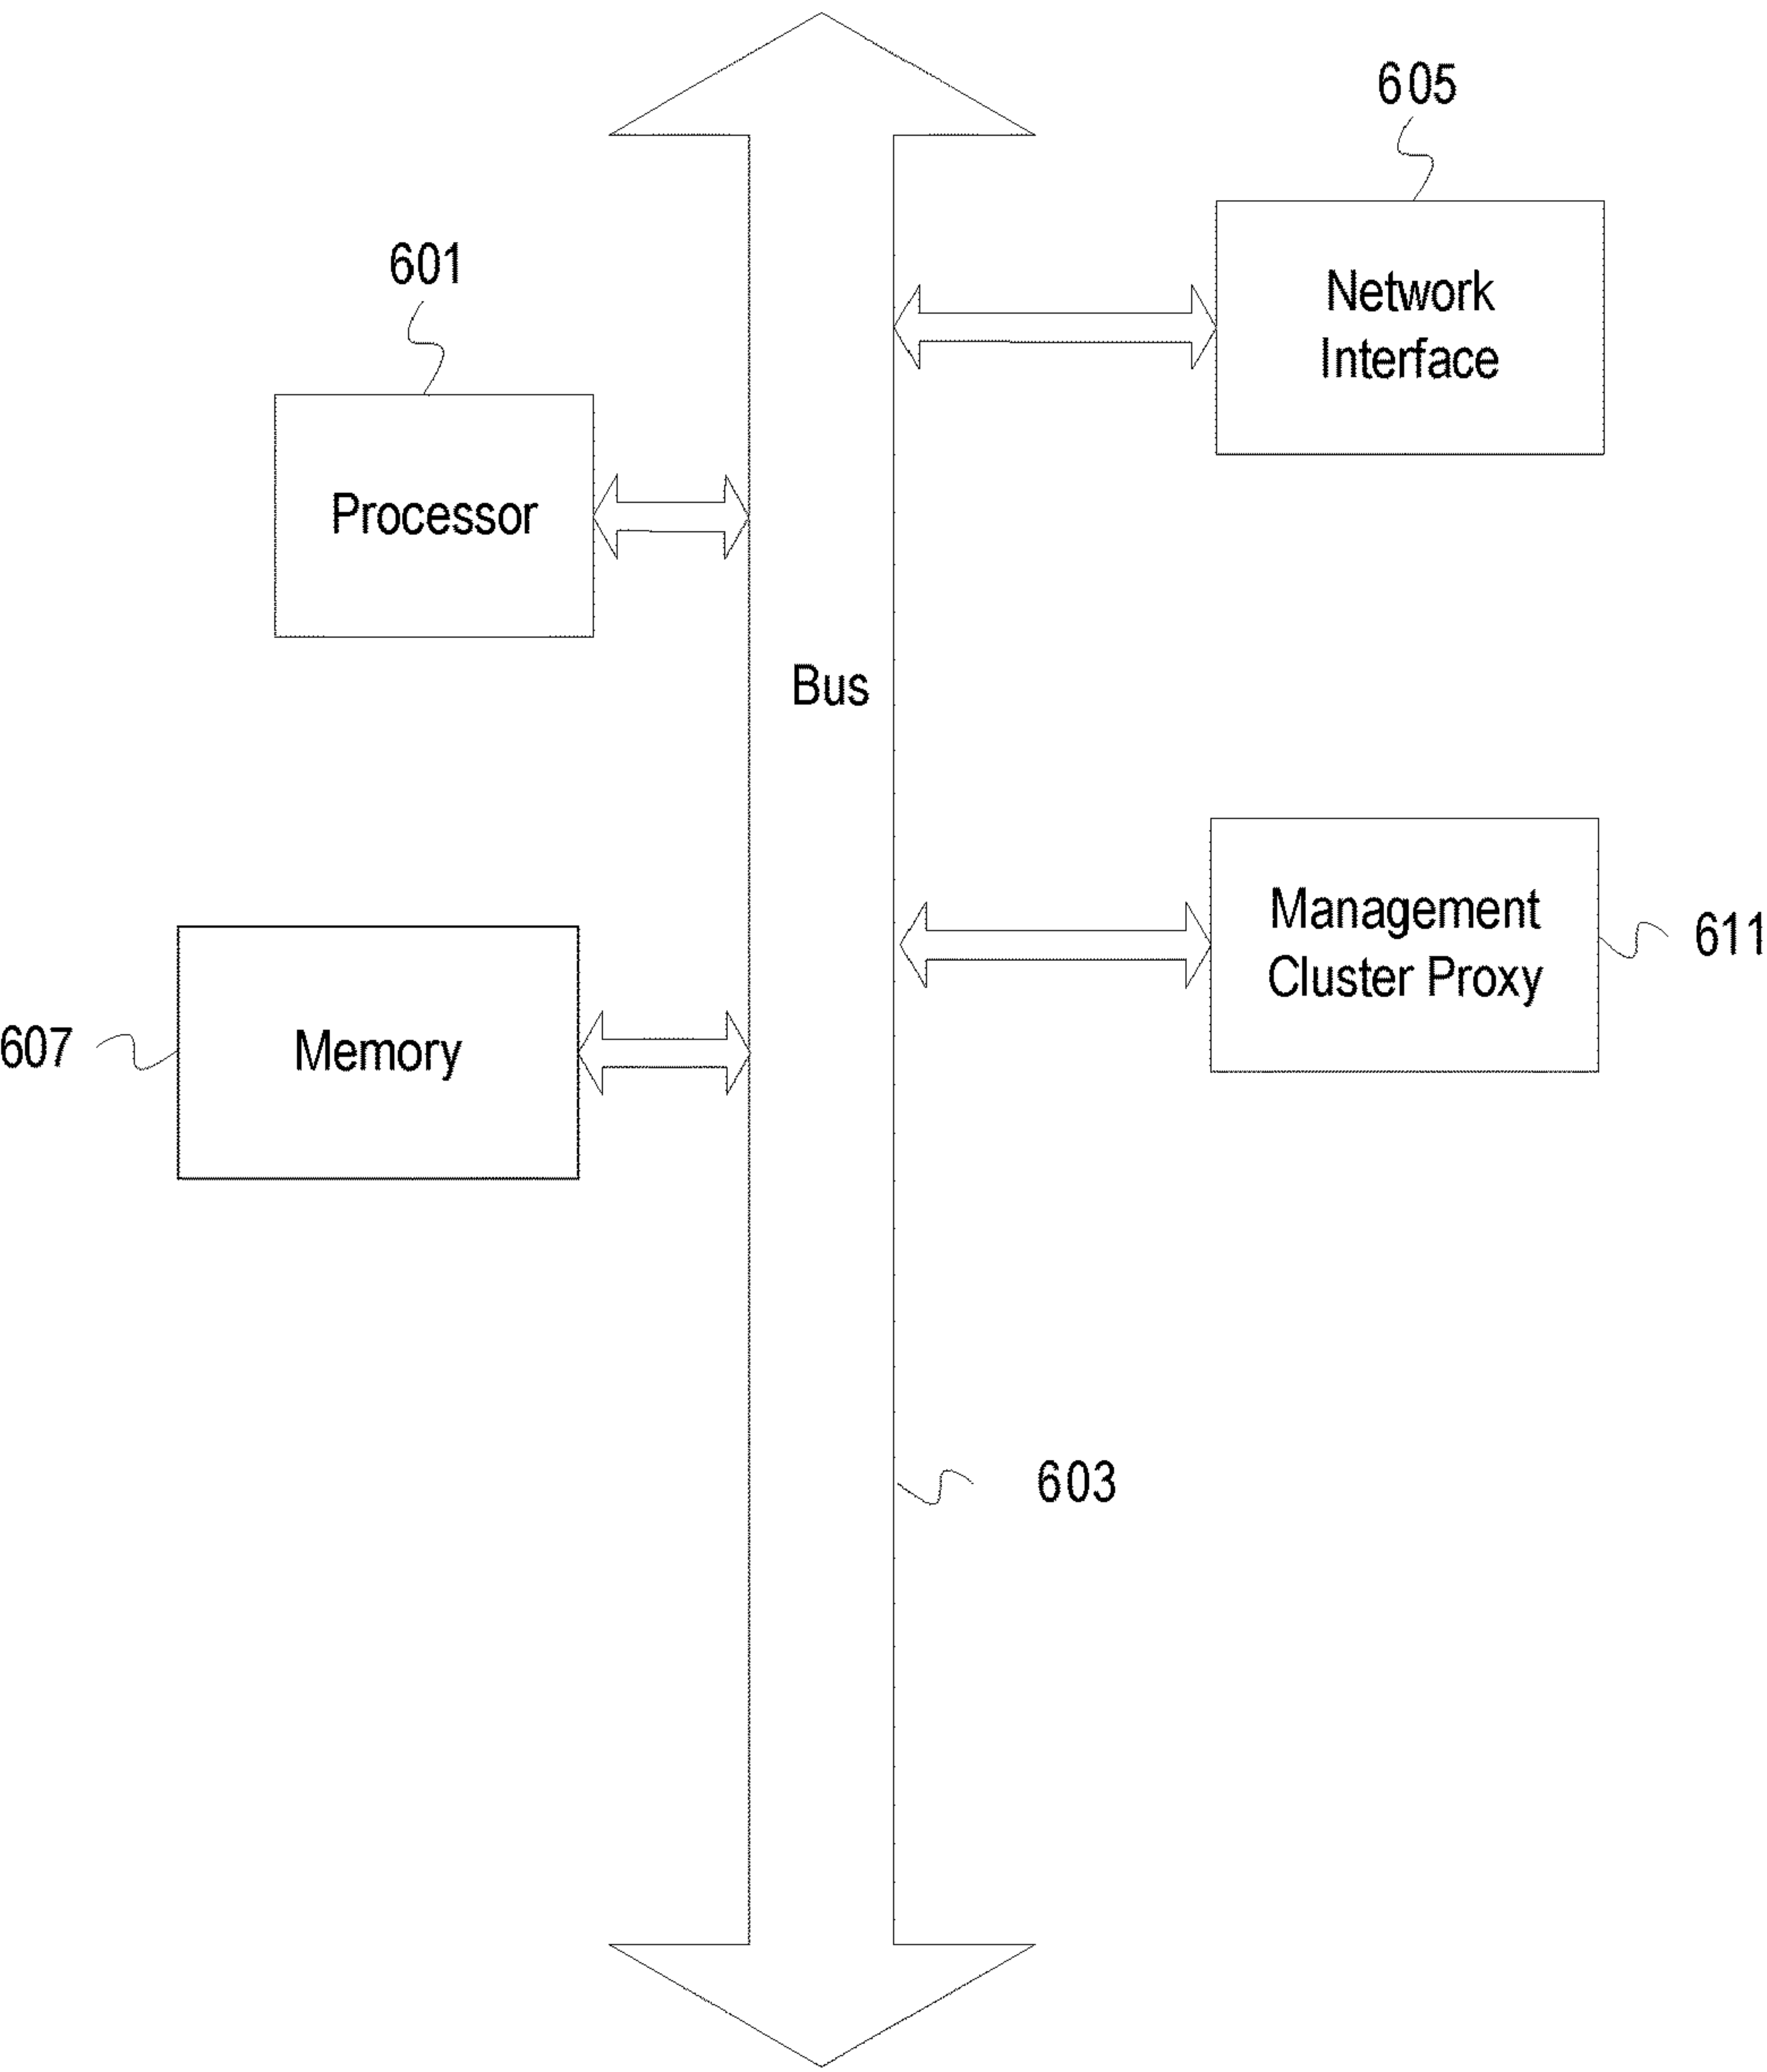 605
Network
Interface
601
Processor
Bus
Management
Cluster Proxy
611
607
Memory
603